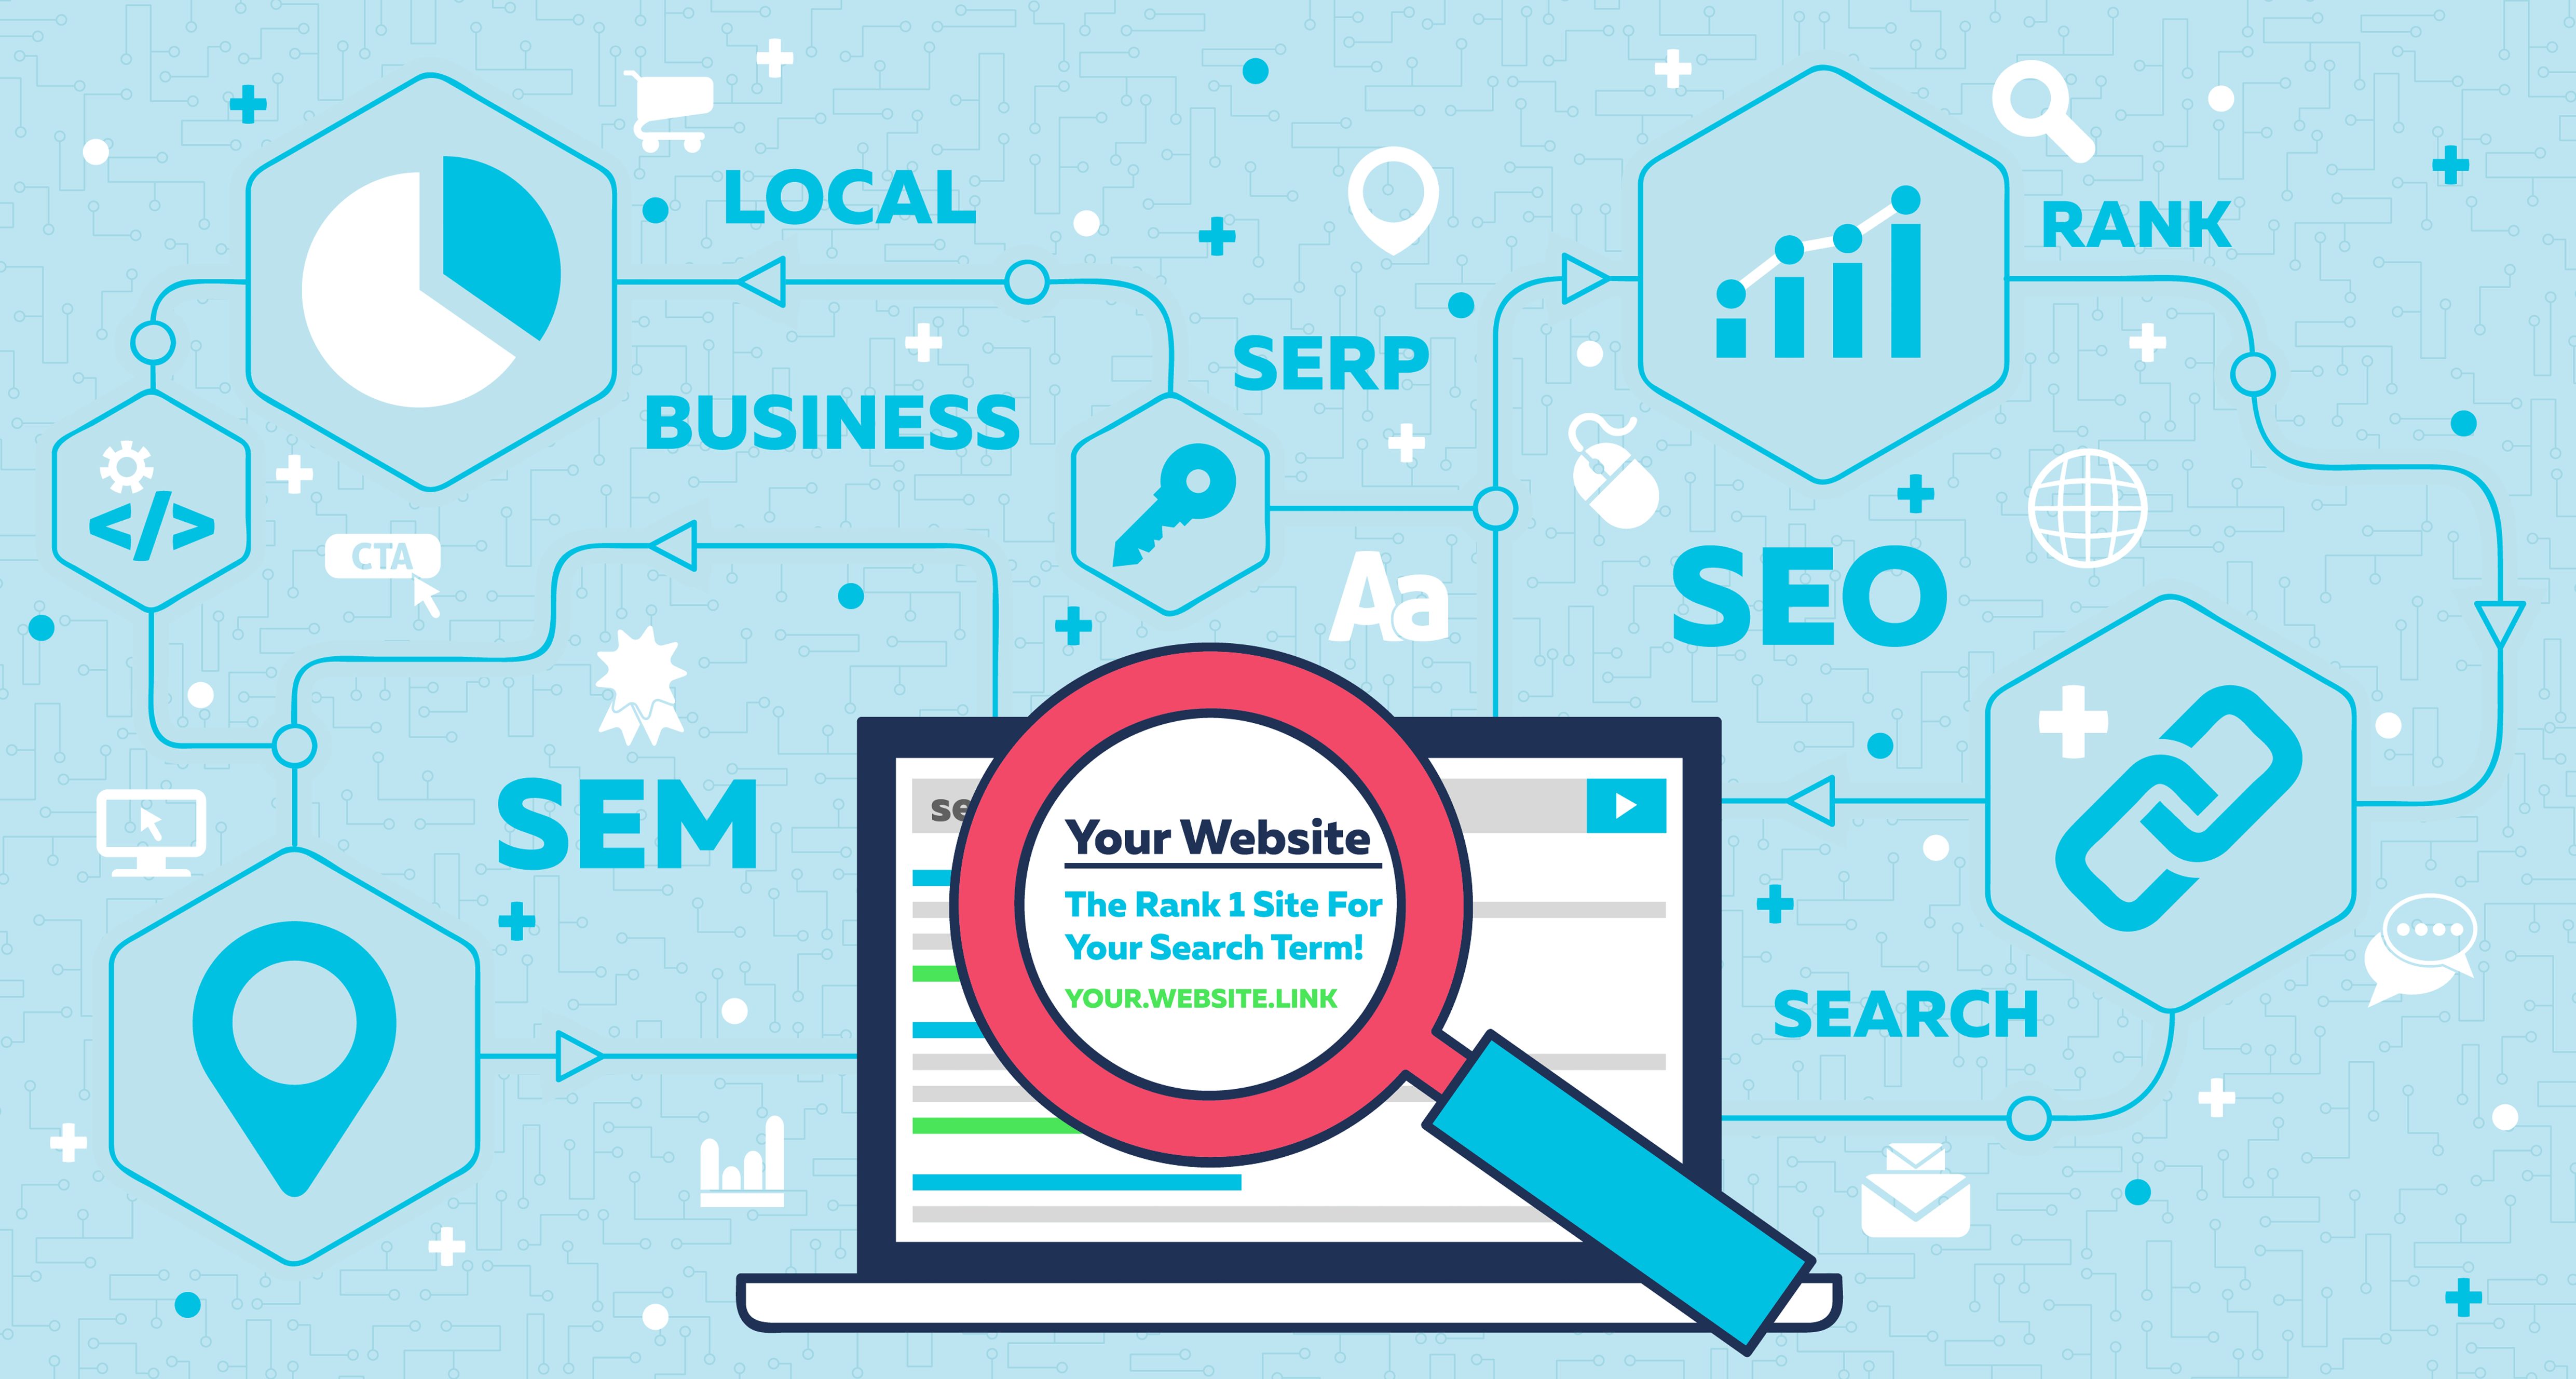 LOCAL
RANK
SERP
BUSINESS
</>
CTA
Aa
SEO
SEM
se
Your Website
The Rank 1 Site For
Your Search Term!
YOUR.WEBSITE.LINK
SEARCH